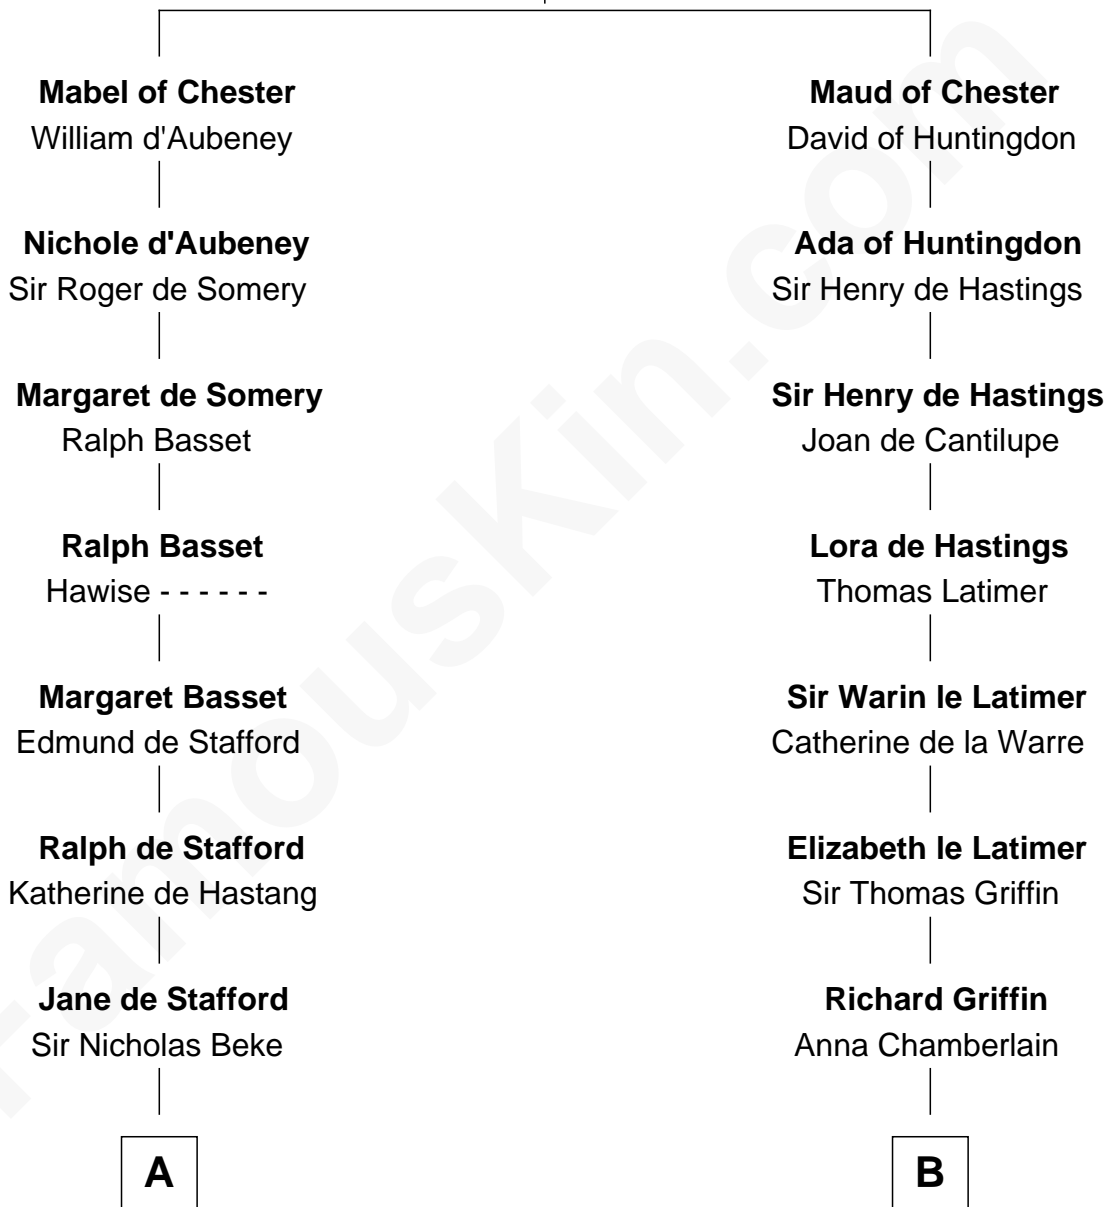 Mabel of Chester
William d'Aubeney
Nichole d'Aubeney
Sir Roger de Somery
Margaret de Somery
Ralph Basset
Ralph Basset
Hawise - - - - - -
Margaret Basset
Edmund de Stafford
Ralph de Stafford
Katherine de Hastang
Jane de Stafford
Sir Nicholas Beke
A
Maud of Chester
David of Huntingdon
Ada of Huntingdon
Sir Henry de Hastings
Sir Henry de Hastings
Joan de Cantilupe
Lora de Hastings
Thomas Latimer
Sir Warin le Latimer
Catherine de la Warre
Elizabeth le Latimer
Sir Thomas Griffin
Richard Griffin
Anna Chamberlain
B
FamousKin.com